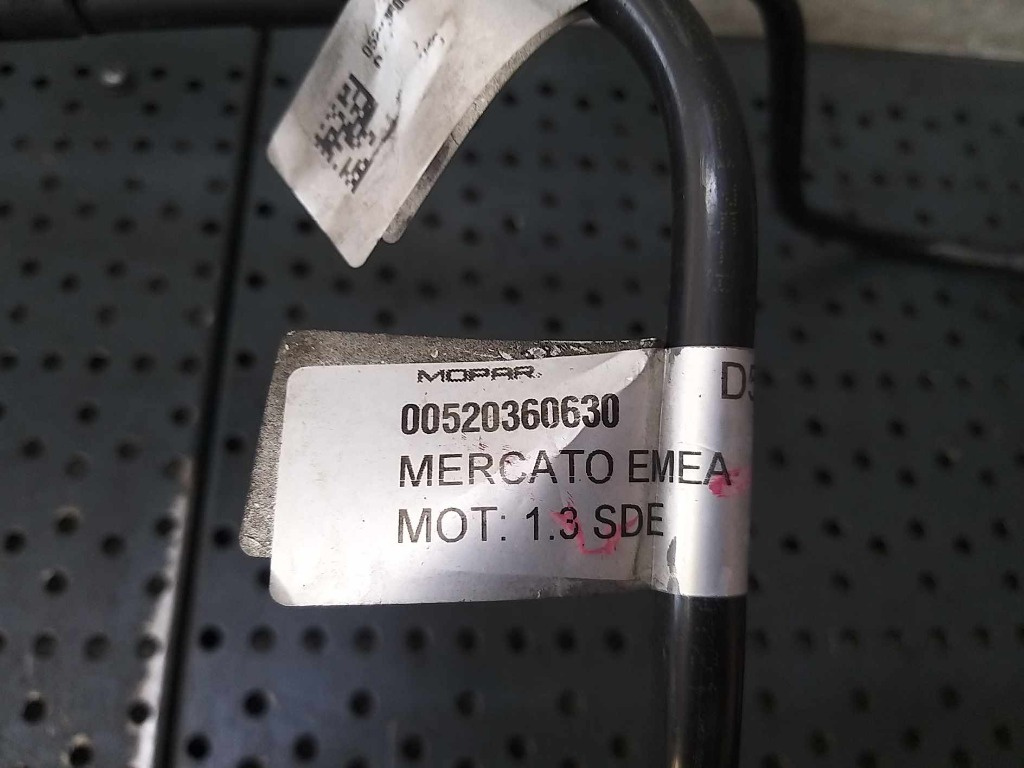 MOPAR
00520360630
MERCATO EMEA
MOT: 1.3 SDE